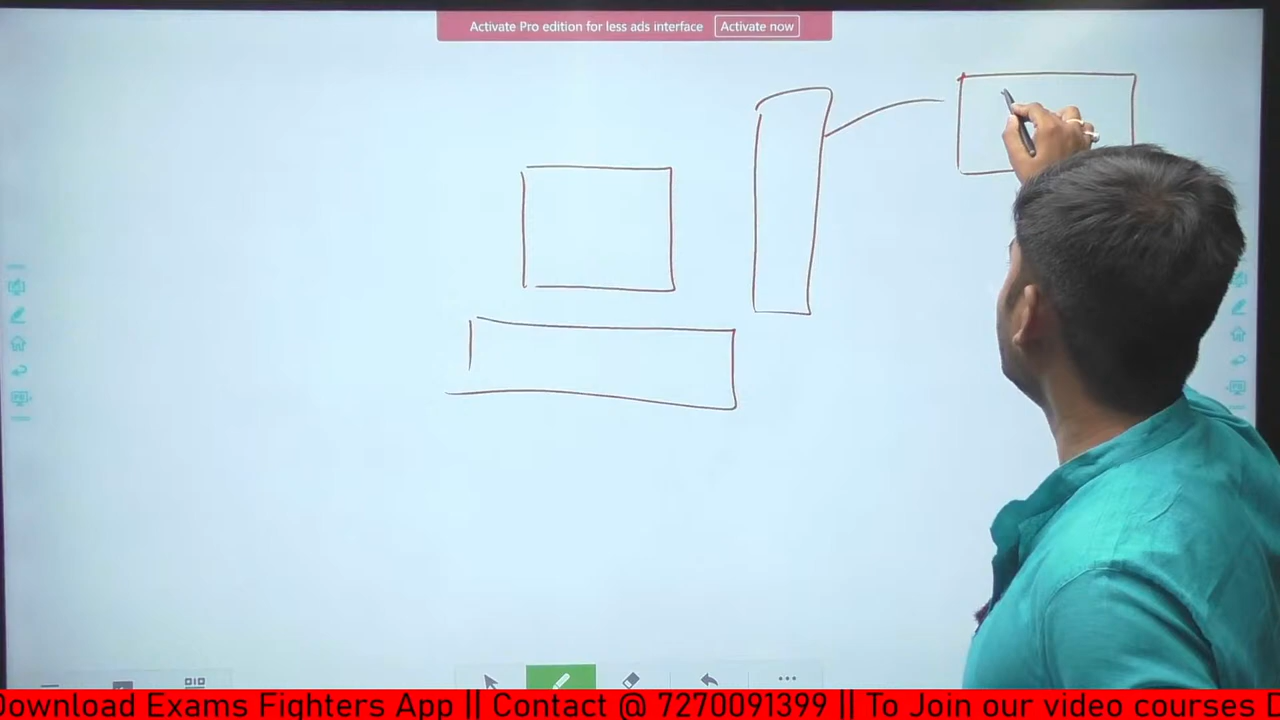 Activate Pro edition for less ads interface Activate now
Download Exams Fighters App || Contact @ 7270091399 || To Join our video courses D